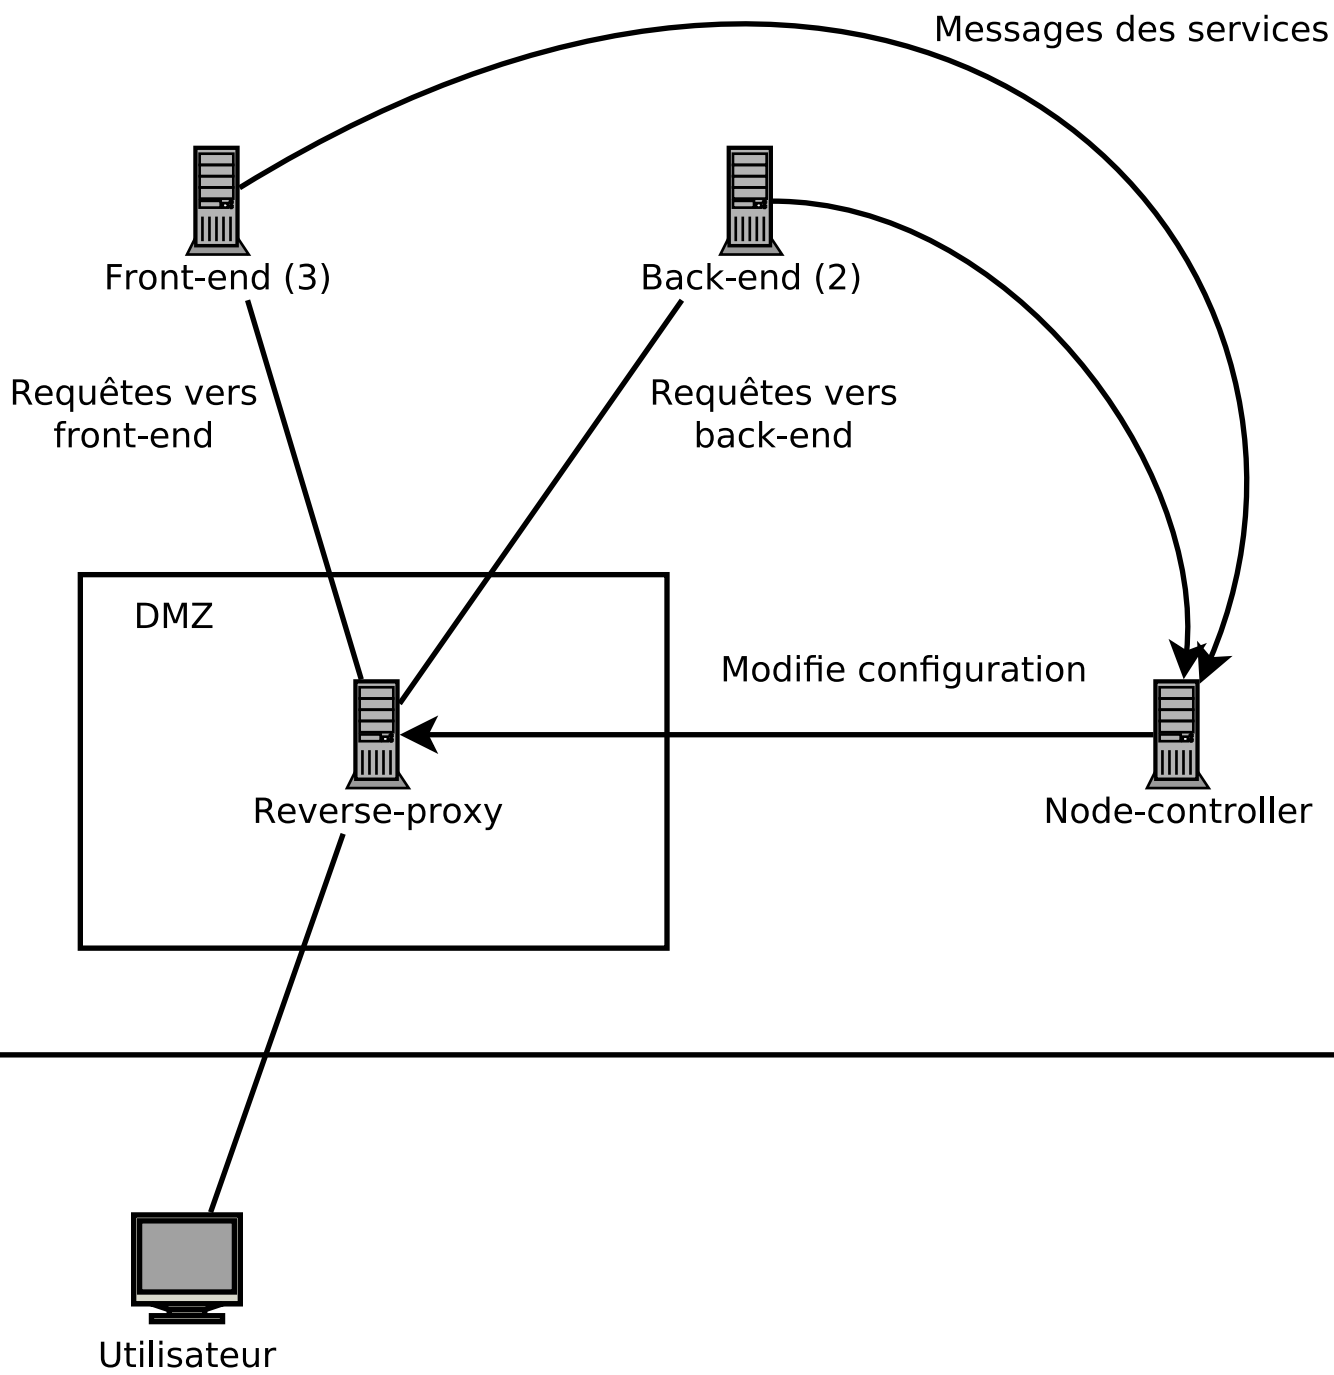 Messages des services
Front-end (3)
Back-end (2)
Requêtes vers
front-end
Requêtes vers
back-end
DMZ
Modifie configuration
Reverse-proxy
Node-controller
Utilisateur